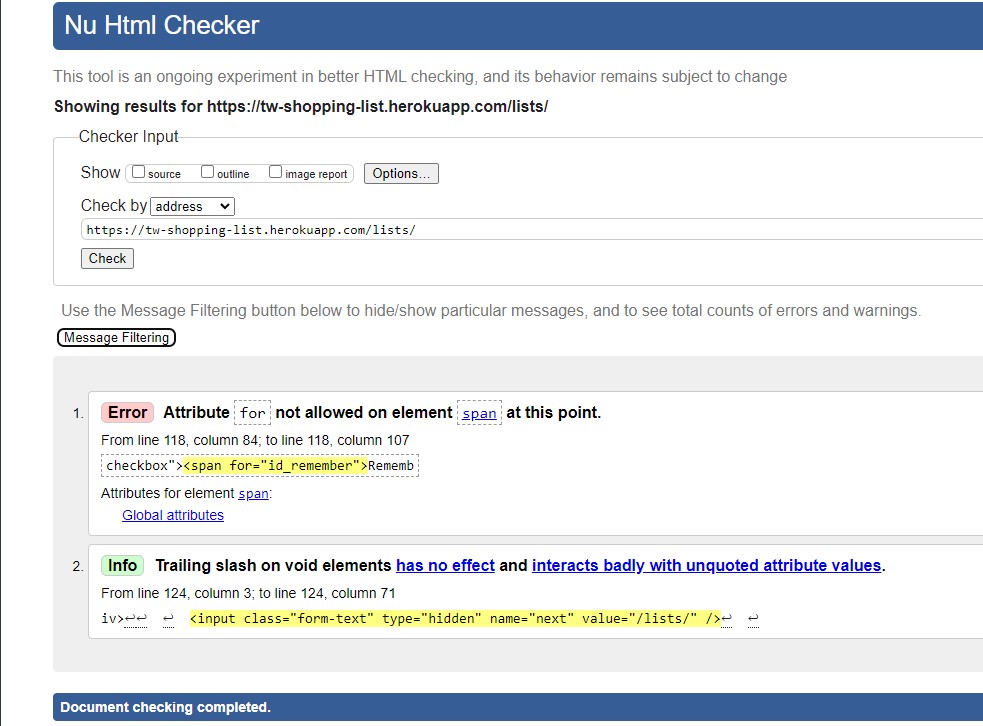 Nu Html Checker
This tool is an ongoing experiment in better HTML checking, and its behavior remains subject to change
Showing results for https://tw-shopping-list.herokuapp.com/lists/
Checker Input
Show source outline image report Options...
Check by address
https://tw-shopping-list.herokuapp.com/lists/
Check
Use the Message Filtering button below to hide/show particular messages, and to see total counts of errors and warnings.
Message Filtering
1. Error Attribute for not allowed on element span at this point.
From line 118, column 84; to line 118, column 107
checkbox"><span for="id_remember">Rememb
Attributes for element span:
Global attributes
2. Info Trailing slash on void elements has no effect and interacts badly with unquoted attribute values.
From line 124, column 3; to line 124, column 71
iv>↩↩ ↩ <input class="form-text" type="hidden" name="next" value="/lists/" />↩ ↩
Document checking completed.